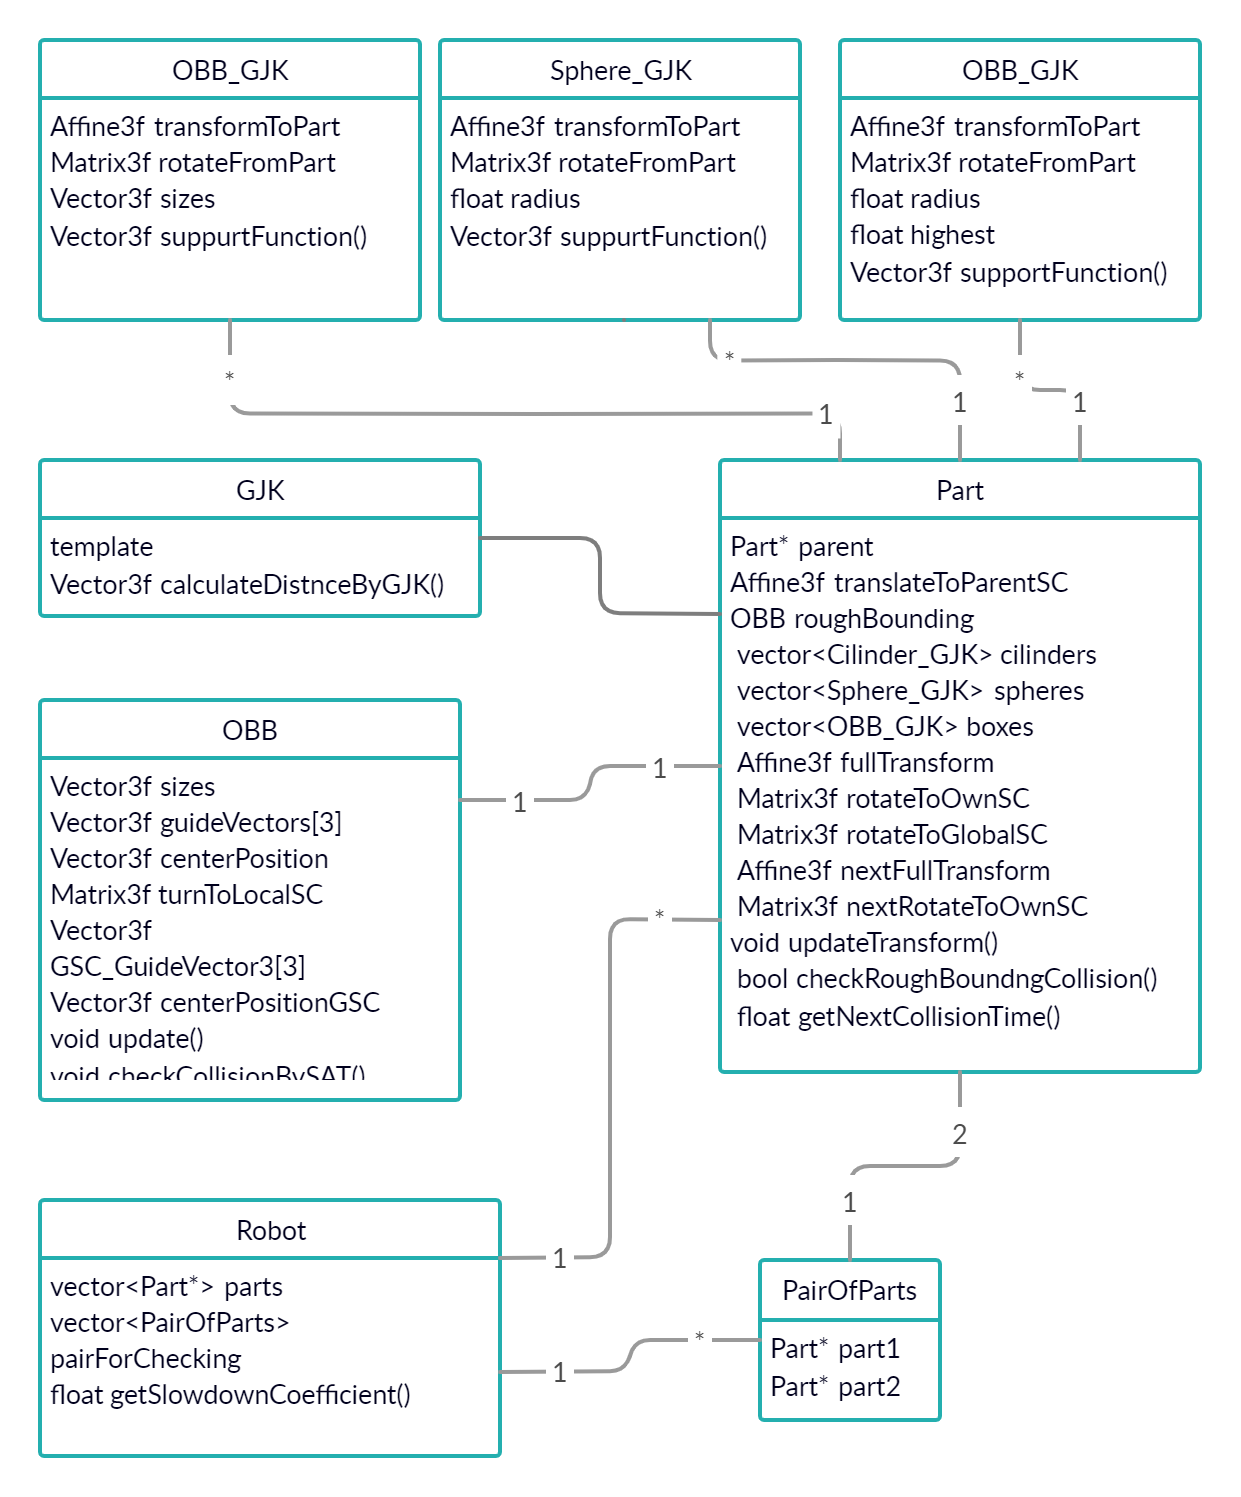 OBB_GJK
Affine3f transformToPart
Matrix3f rotateFromPart
Vector3f sizes
Vector3f suppurtFunction()
Sphere_GJK
Affine3f transformToPart
Matrix3f rotateFromPart
float radius
Vector3f suppurtFunction()
OBB_GJK
Affine3f transformToPart
Matrix3f rotateFromPart
float radius
float highest
Vector3f supportFunction()
*
1
*
1
*
1
GJK
template
Vector3f calculateDistnceByGJK()
Part
Part* parent
Affine3f translateToParentSC
OBB roughBounding
vector<Cilinder_GJK> cilinders
vector<Sphere_GJK> spheres
vector<OBB_GJK> boxes
Affine3f fullTransform
Matrix3f rotateToOwnSC
Matrix3f rotateToGlobalSC
Affine3f nextFullTransform
Matrix3f nextRotateToOwnSC
void updateTransform()
bool checkRoughBoundngCollision()
float getNextCollisionTime()
OBB
Vector3f sizes
Vector3f guideVectors[3]
Vector3f centerPosition
Matrix3f turnToLocalSC
Vector3f
GSC_GuideVector3[3]
Vector3f centerPositionGSC
void update()
void checkCollisionBySAT()
1
1
*
1
2
1
Robot
vector<Part*> parts
vector<PairOfParts>
pairForChecking
float getSlowdownCoefficient()
1
*
PairOfParts
Part* part1
Part* part2